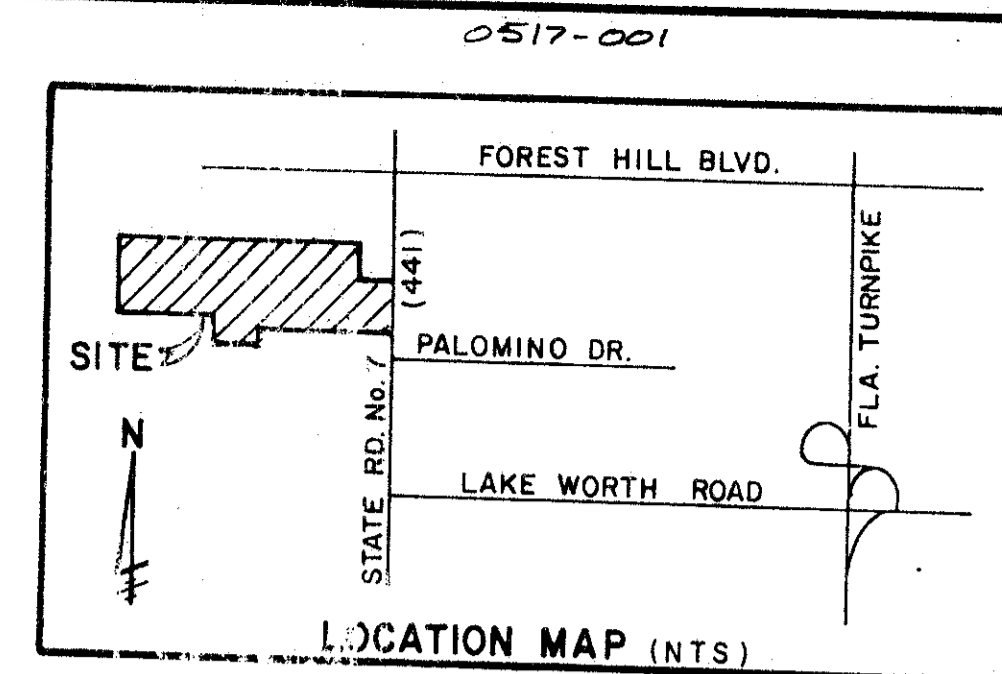 0517-001
FOREST HILL BLVD.
(441)
FLA. TURNPIKE
SITE
PALOMINO DR.
STATE RD. No. 7
N
LAKE WORTH ROAD
LOCATION MAP (NTS)